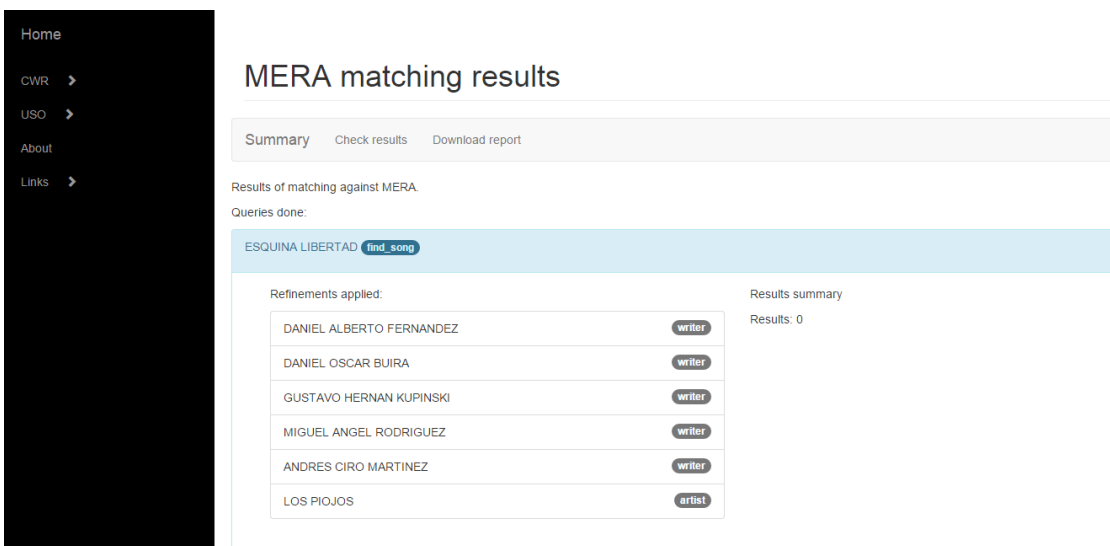 Home
CWR
USO
About
Links
MERA matching results
Summary Check results Download report
Results of matching against MERA.
Queries done:
ESQUINA LIBERTAD find_song
Refinements applied:
DANIEL ALBERTO FERNANDEZ writer
DANIEL OSCAR BUIRA writer
GUSTAVO HERNAN KUPINSKI writer
MIGUEL ANGEL RODRIGUEZ writer
ANDRES CIRO MARTINEZ writer
LOS PIOJOS artist
Results summary
Results: 0